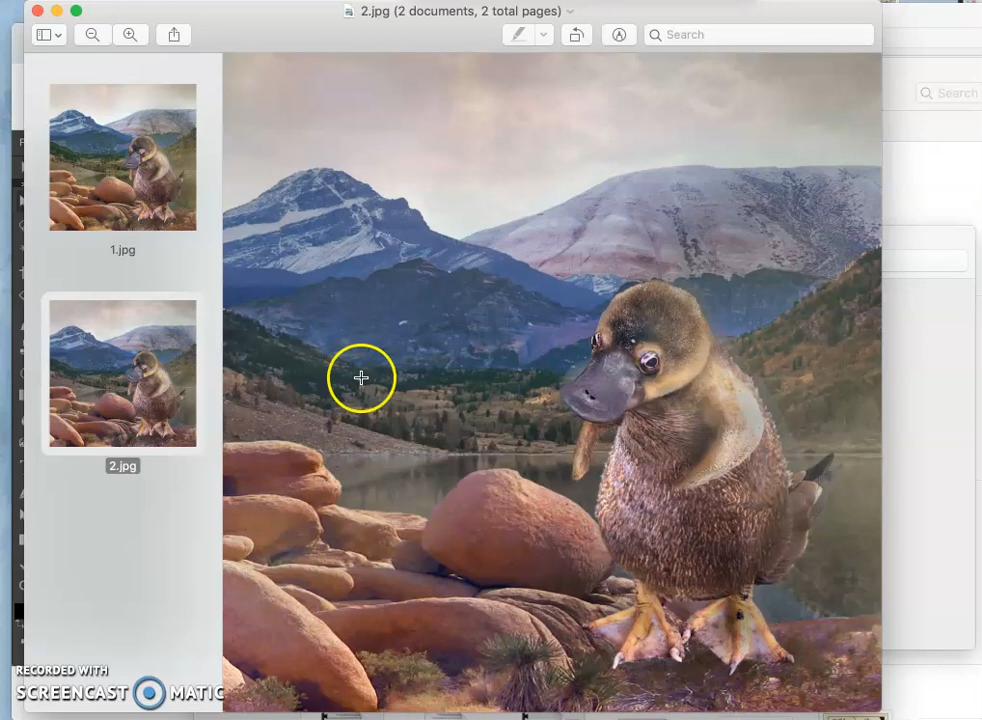 2.jpg (2 documents, 2 total pages)
Search
Search
1.jpg
2.jpg
RECORDED WITH
SCREENCAST MATIC